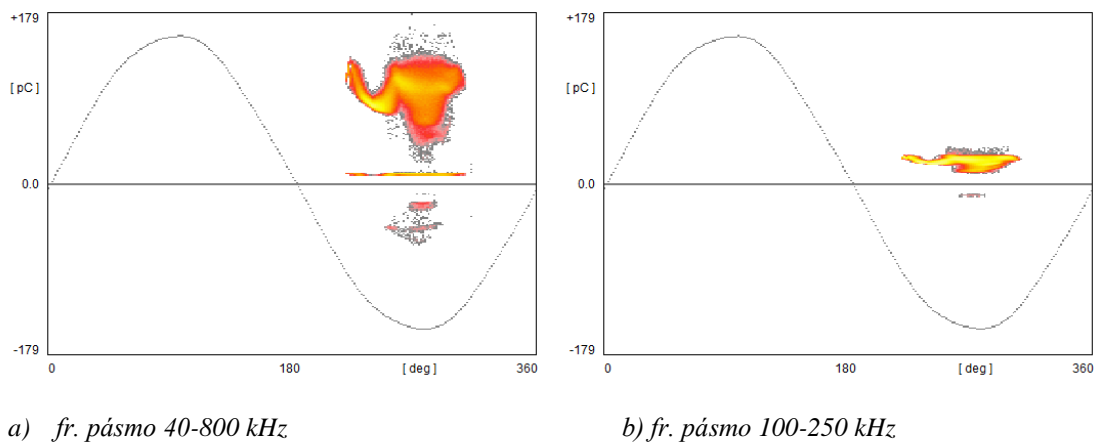 +179
[ pC ]
0.0
-179
0 180 [ deg ] 360
+179
[ pC ]
0.0
-179
0 180 [ deg ] 360
a) fr. pásmo 40-800 kHz
b) fr. pásmo 100-250 kHz